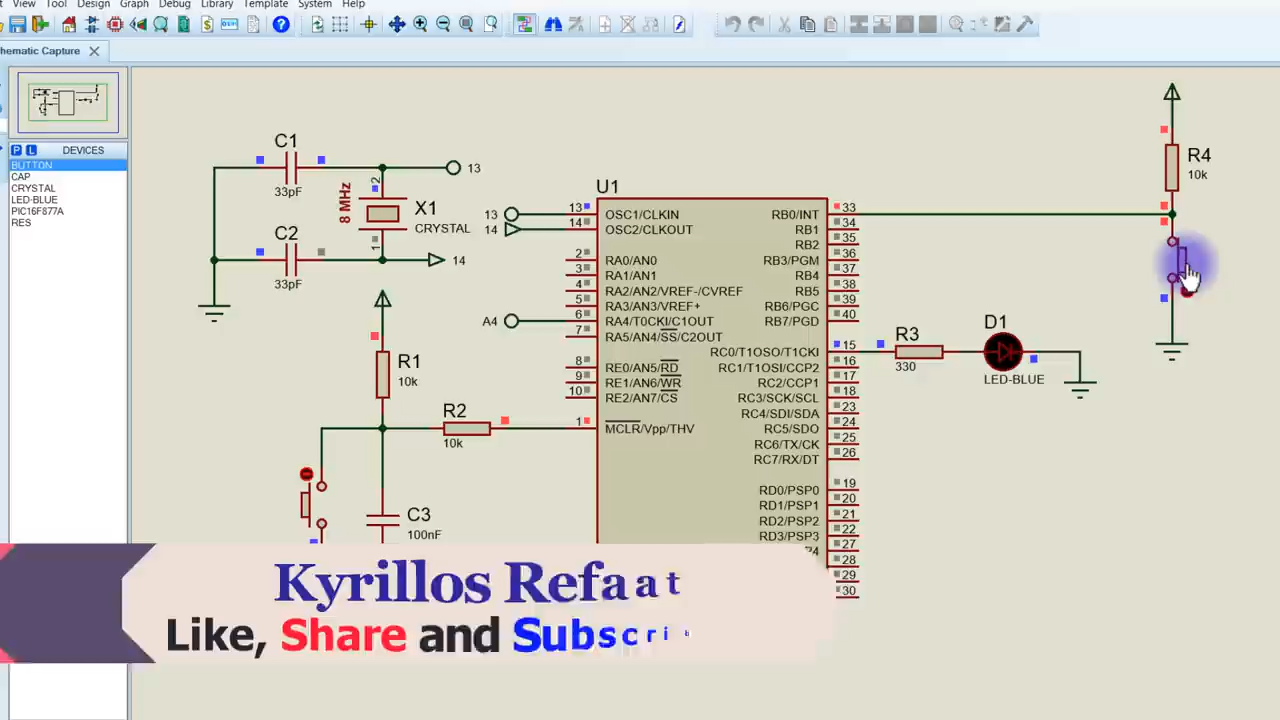 View Tool Design Graph Debug Library Template System Help
Schematic Capture
P L DEVICES
BUTTON
CAP
CRYSTAL
LED-BLUE
PIC16F877A
RES
C1
33pF
13
8 MHz
2
X1
CRYSTAL
1
C2
33pF
14
R1
10k
R2
10k
C3
100nF
A4
U1
13
14
13 OSC1/CLKIN
14 OSC2/CLKOUT
2 RA0/AN0
3 RA1/AN1
4 RA2/AN2/VREF-/CVREF
5 RA3/AN3/VREF+
6 RA4/T0CKI/C1OUT
7 RA5/AN4/SS/C2OUT
8 RE0/AN5/RD
9 RE1/AN6/WR
10 RE2/AN7/CS
1 MCLR/Vpp/THV
RB0/INT 33
RB1 34
RB2 35
RB3/PGM 36
RB4 37
RB5 38
RB6/PGC 39
RB7/PGD 40
RC0/T1OSO/T1CKI 15
RC1/T1OSI/CCP2 16
RC2/CCP1 17
RC3/SCK/SCL 18
RC4/SDI/SDA 23
RC5/SDO 24
RC6/TX/CK 25
RC7/RX/DT 26
RD0/PSP0 19
RD1/PSP1 20
RD2/PSP2 21
RD3/PSP3 22
27
28
29
30
R3
330
D1
LED-BLUE
R4
10k
Kyrillos Refaat
Like, Share and Subscri